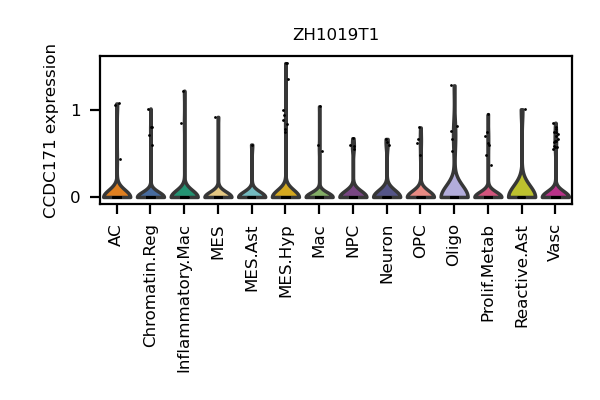 ZH1019T1
CCDC171 expression
1
0
AC
Chromatin.Reg
Inflammatory.Mac
MES
MES.Ast
MES.Hyp
Mac
NPC
Neuron
OPC
Oligo
Prolif.Metab
Reactive.Ast
Vasc